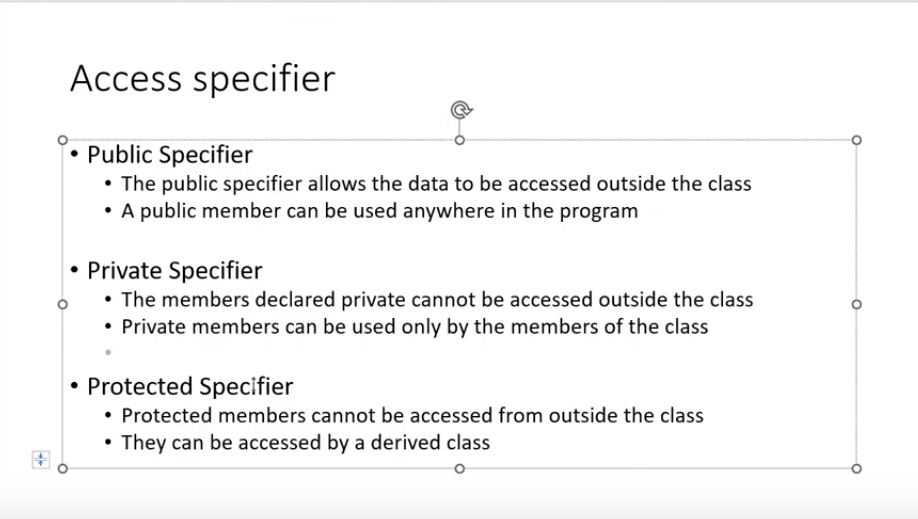 Access specifier
• Public Specifier
• The public specifier allows the data to be accessed outside the class
• A public member can be used anywhere in the program
• Private Specifier
• The members declared private cannot be accessed outside the class
• Private members can be used only by the members of the class
•
• Protected Specifier
• Protected members cannot be accessed from outside the class
• They can be accessed by a derived class